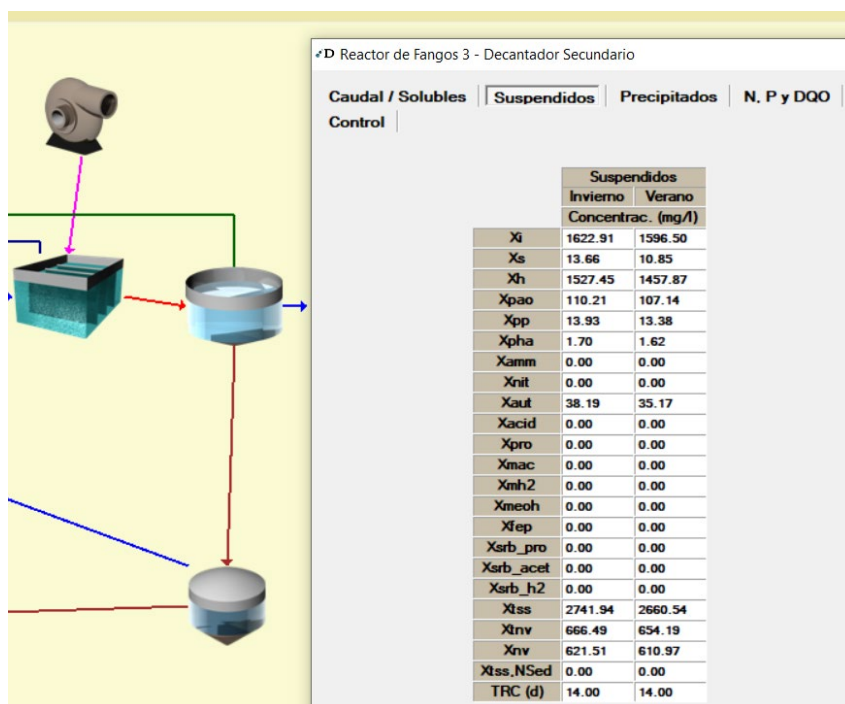 D Reactor de Fangos 3 - Decantador Secundario
Caudal / Solubles Suspendidos Precipitados N, P y DQO
Control
Suspendidos
Invierno Verano
Concentrac. (mg/l)
Xi 1622.91 1596.50
Xs 13.66 10.85
Xh 1527.45 1457.87
Xpao 110.21 107.14
Xpp 13.93 13.38
Xpha 1.70 1.62
Xamm 0.00 0.00
Xnit 0.00 0.00
Xaut 38.19 35.17
Xacid 0.00 0.00
Xpro 0.00 0.00
Xmac 0.00 0.00
Xmh2 0.00 0.00
Xmeoh 0.00 0.00
Xfep 0.00 0.00
Xsrb_pro 0.00 0.00
Xsrb_acet 0.00 0.00
Xsrb_h2 0.00 0.00
Xtss 2741.94 2660.54
Xtnv 666.49 654.19
Xnv 621.51 610.97
Xtss,NSed 0.00 0.00
TRC (d) 14.00 14.00